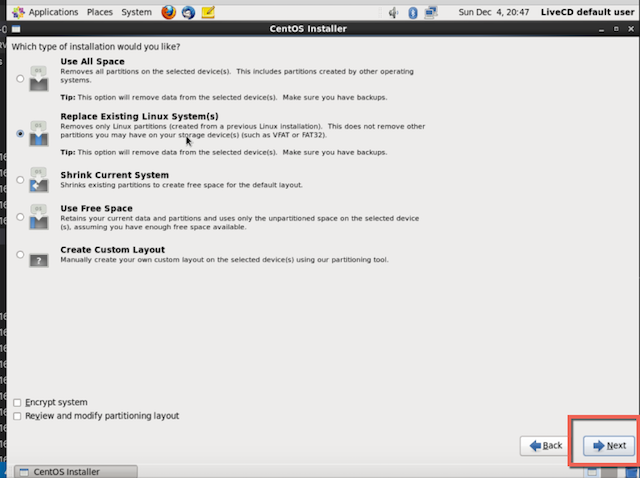 Applications Places System Sun Dec 4, 20:47 LiveCD default user
CentOS Installer
Which type of installation would you like?
Use All Space
Removes all partitions on the selected device(s). This includes partitions created by other operating
systems.
Tip: This option will remove data from the selected device(s). Make sure you have backups.
Replace Existing Linux System(s)
Removes only Linux partitions (created from a previous Linux installation). This does not remove other
partitions you may have on your storage device(s) (such as VFAT or FAT32).
Tip: This option will remove data from the selected device(s). Make sure you have backups.
Shrink Current System
Shrinks existing partitions to create free space for the default layout.
Use Free Space
Retains your current data and partitions and uses only the unpartitioned space on the selected device
(s), assuming you have enough free space available.
Create Custom Layout
Manually create your own custom layout on the selected device(s) using our partitioning tool.
Encrypt system
Review and modify partitioning layout
Back Next
CentOS Installer